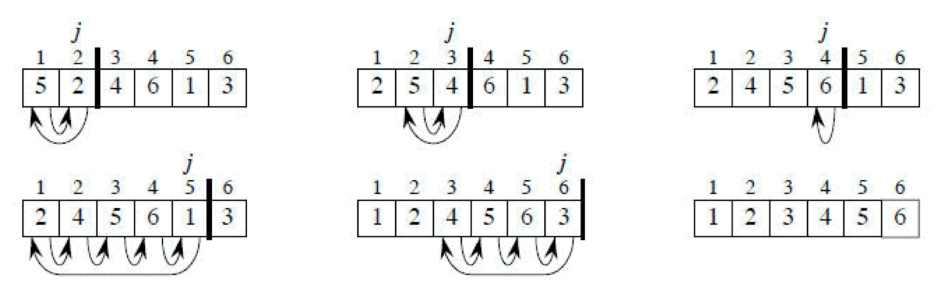 j j j
1 2 3 4 5 6 1 2 3 4 5 6 1 2 3 4 5 6
5 2 4 6 1 3 2 5 4 6 1 3 2 4 5 6 1 3
j j
1 2 3 4 5 6 1 2 3 4 5 6 1 2 3 4 5 6
2 4 5 6 1 3 1 2 4 5 6 3 1 2 3 4 5 6